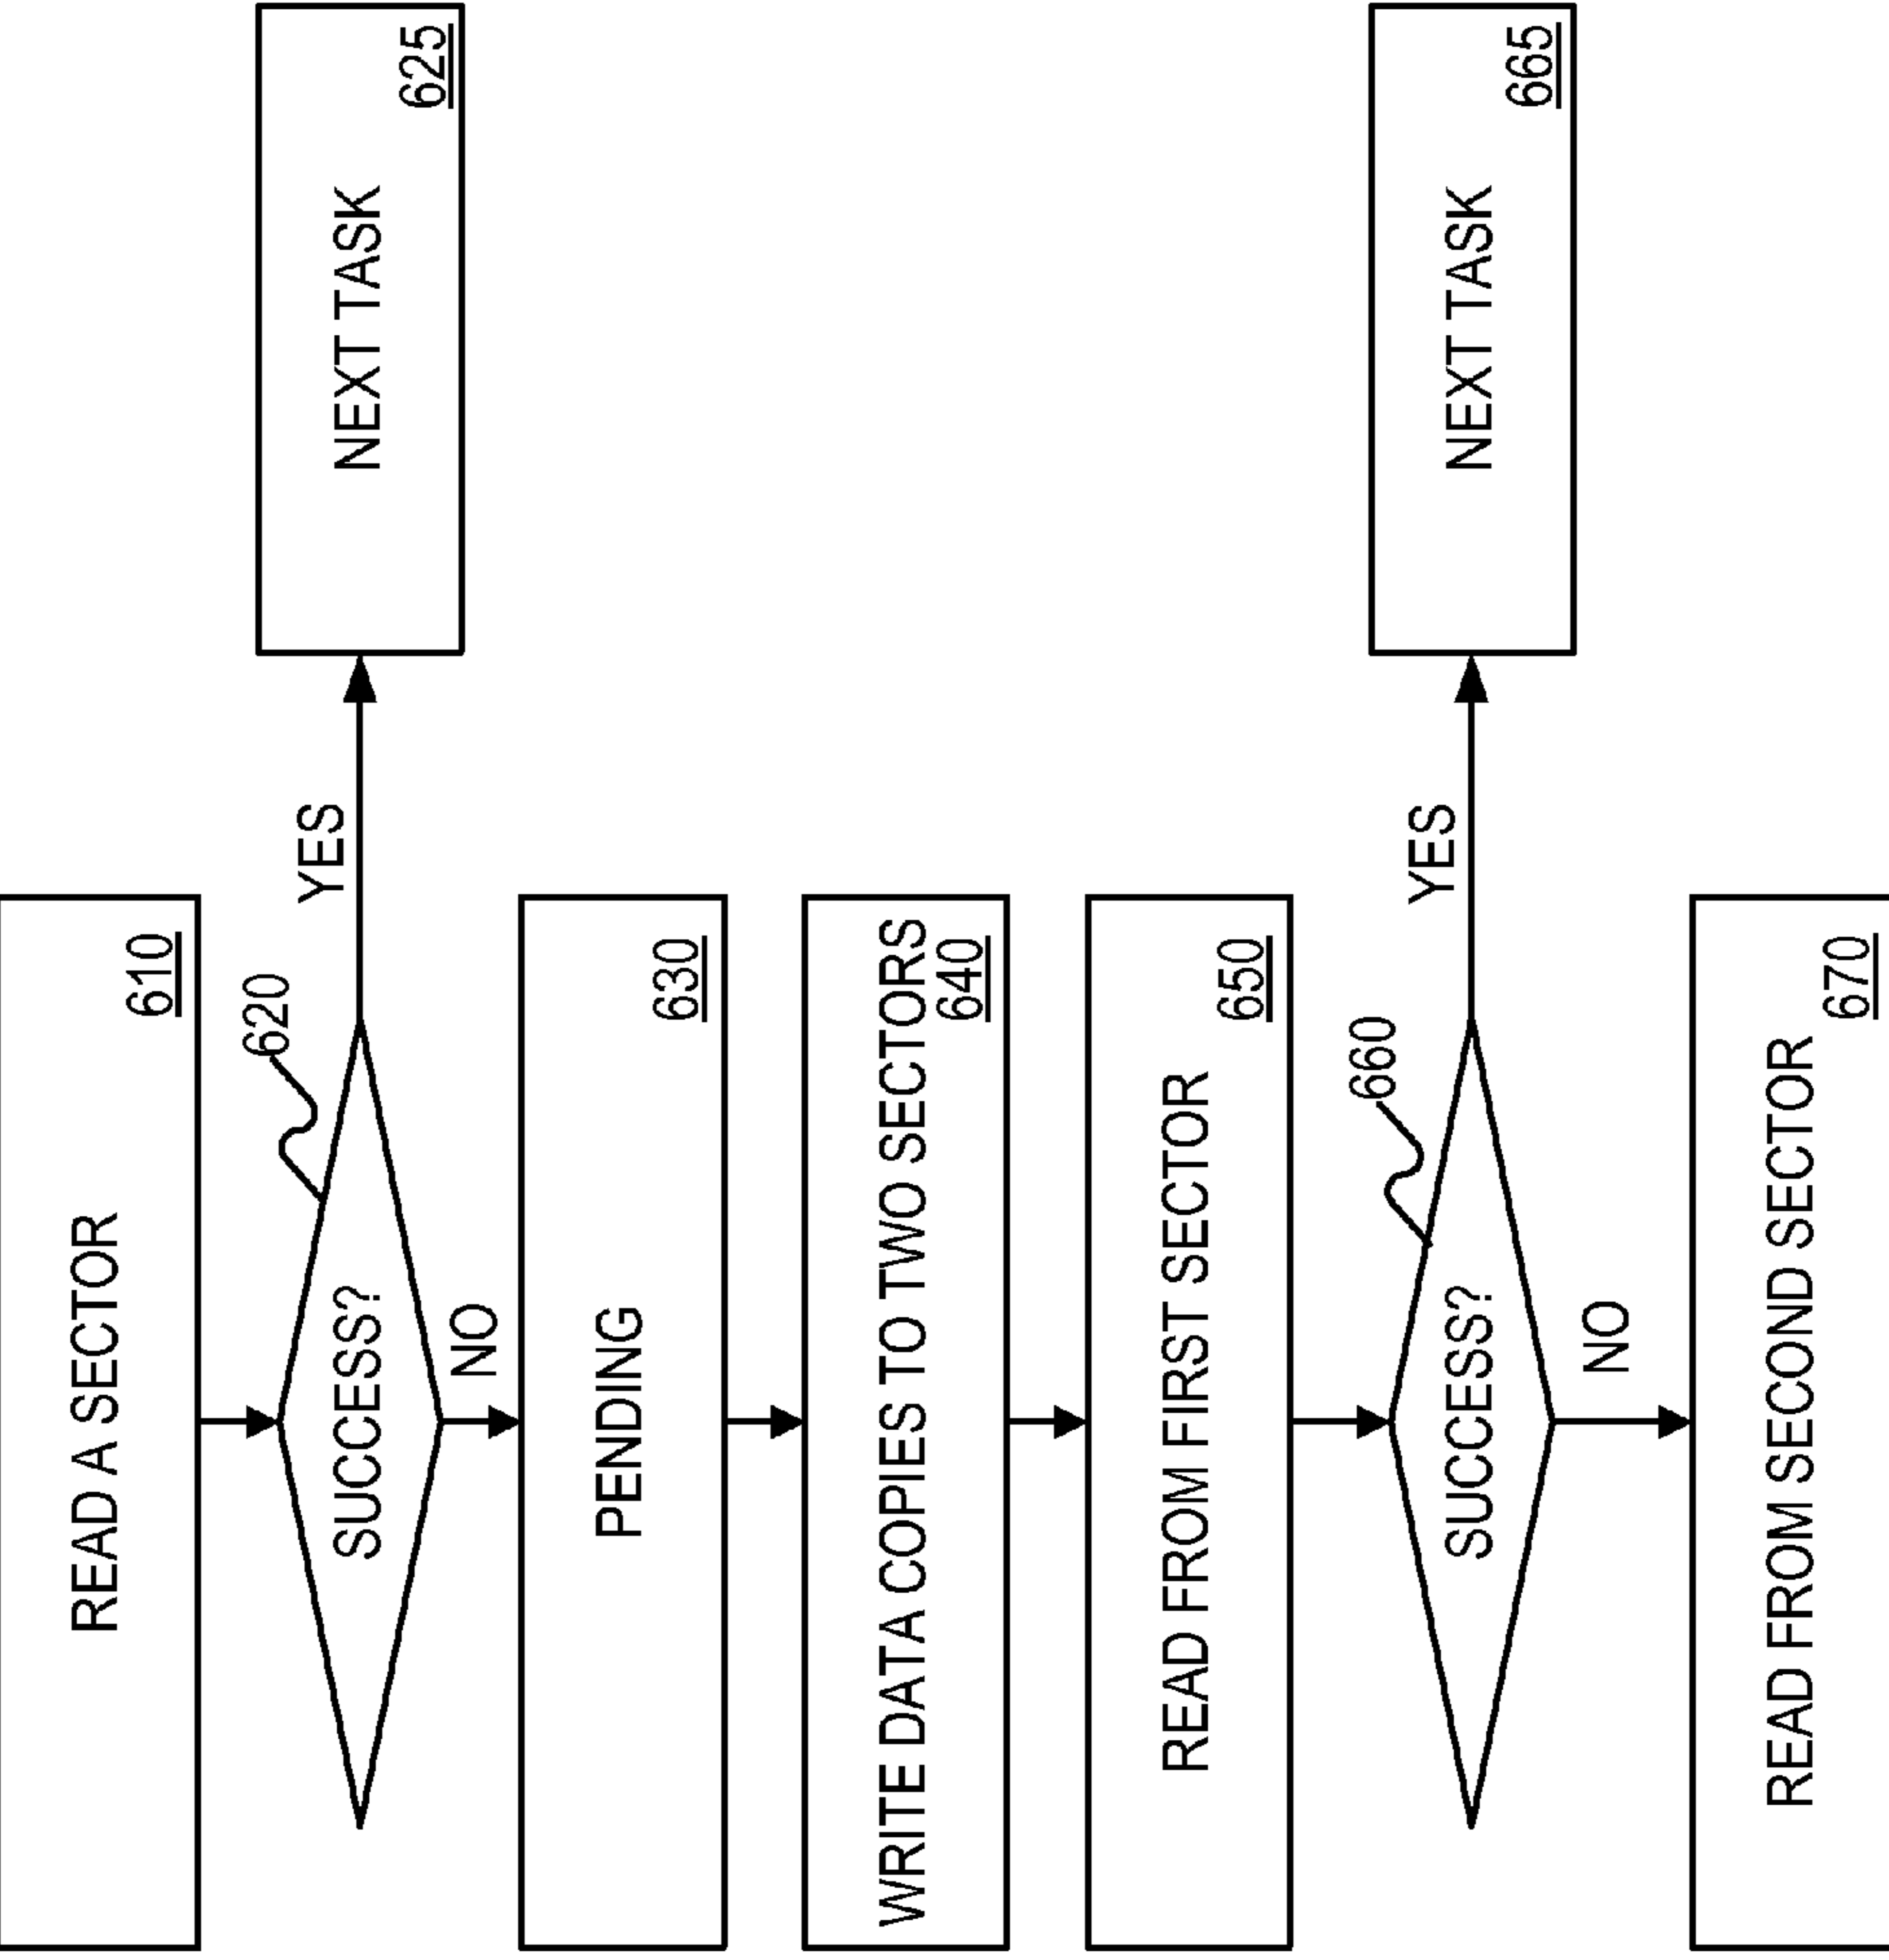 READ A SECTOR
610
620
SUCCESS?
YES
NEXT TASK
625
NO
PENDING
630
WRITE DATA COPIES TO TWO SECTORS
640
READ FROM FIRST SECTOR
650
660
SUCCESS?
YES
NEXT TASK
665
NO
READ FROM SECOND SECTOR
670